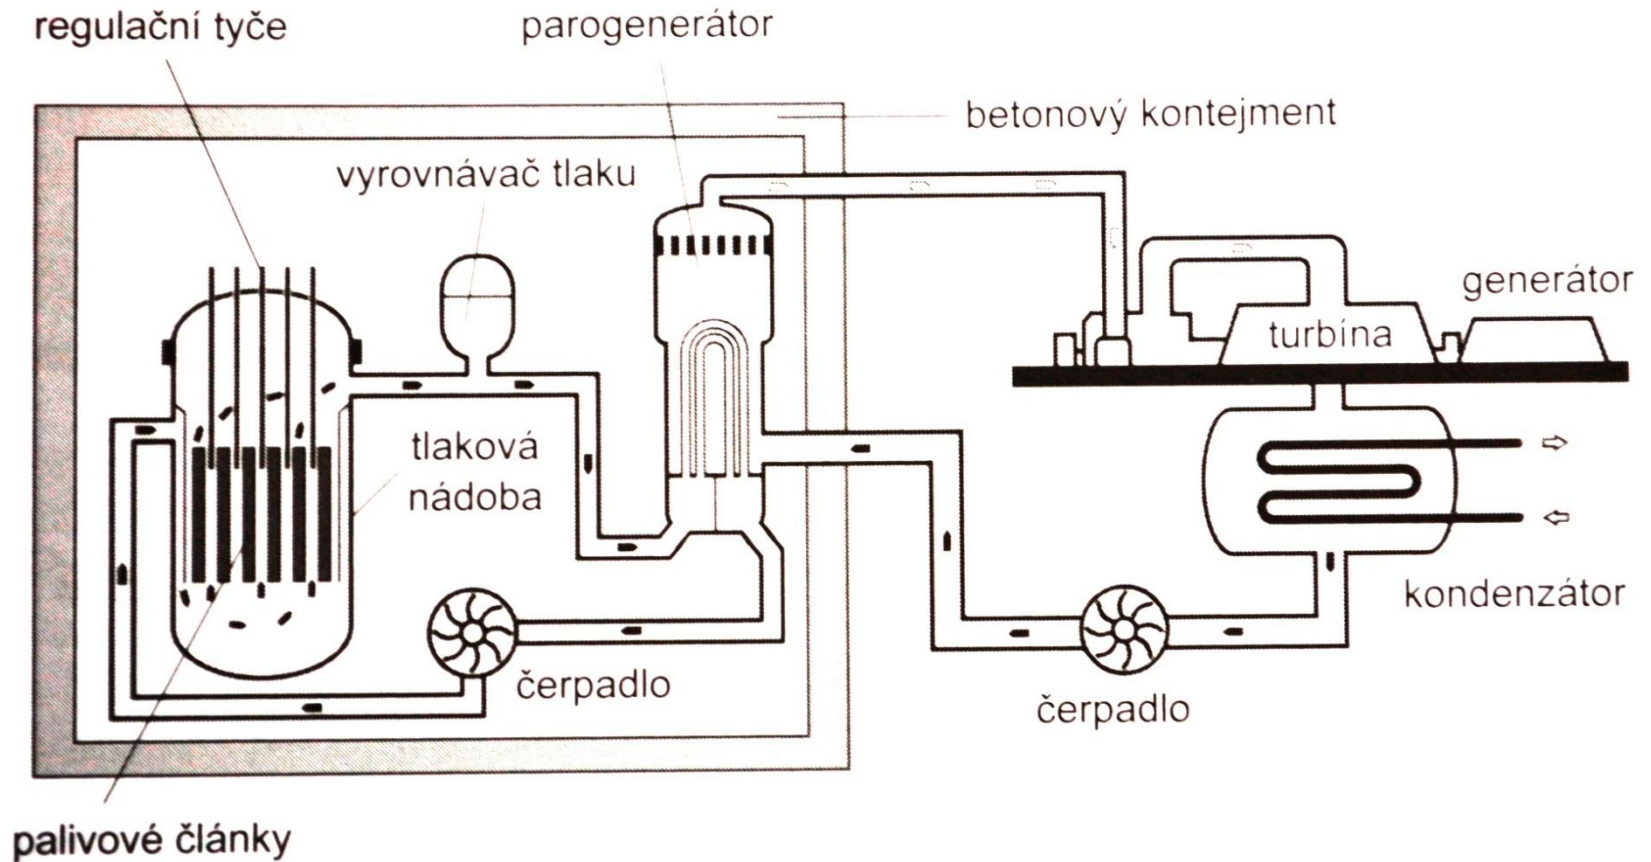 regulační tyče
parogenerátor
betonový kontejment
vyrovnávač tlaku
generátor
turbína
tlaková
nádoba
kondenzátor
čerpadlo
čerpadlo
palivové články